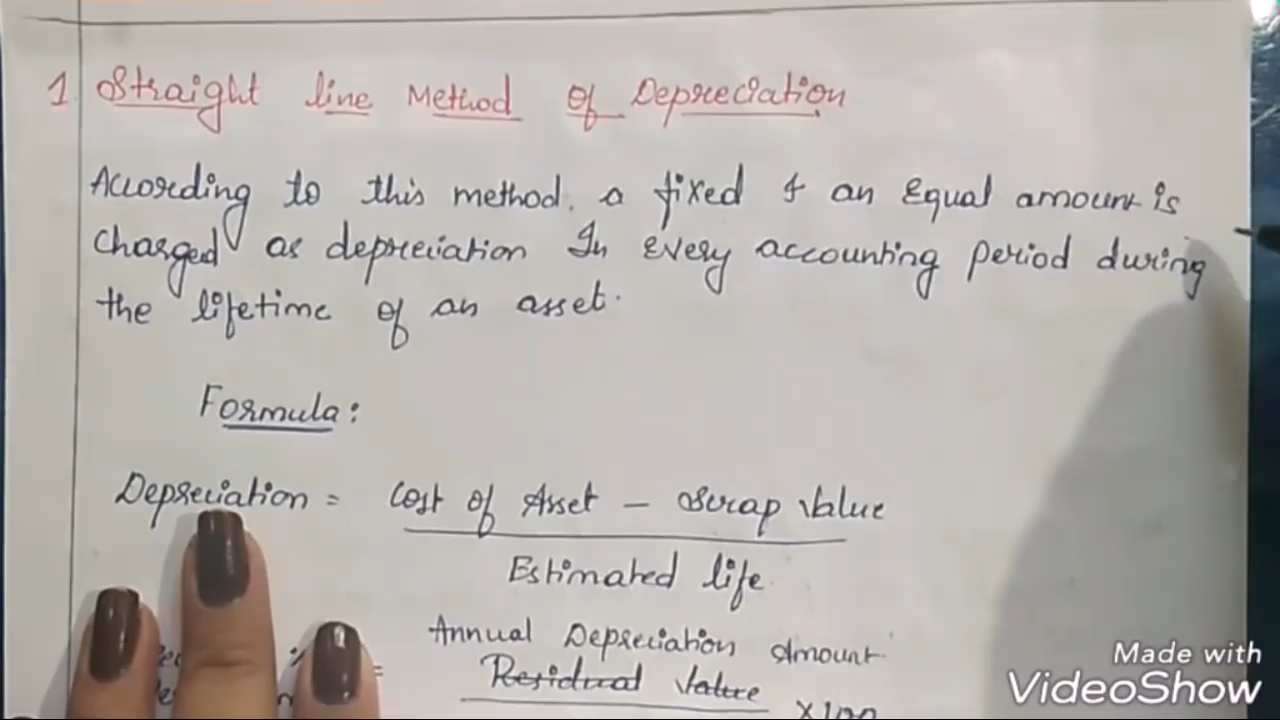 1 Straight line Method of Depreciation
According to this method. a fixed & an Equal amount is
charged as depreciation In Every accounting period during
the lifetime of an asset.
Formula:
Depreciation = Cost of Asset – Scrap Value
Estimated life
Annual Depreciation Amount
=
Residual Value
X100
Made with
VideoShow